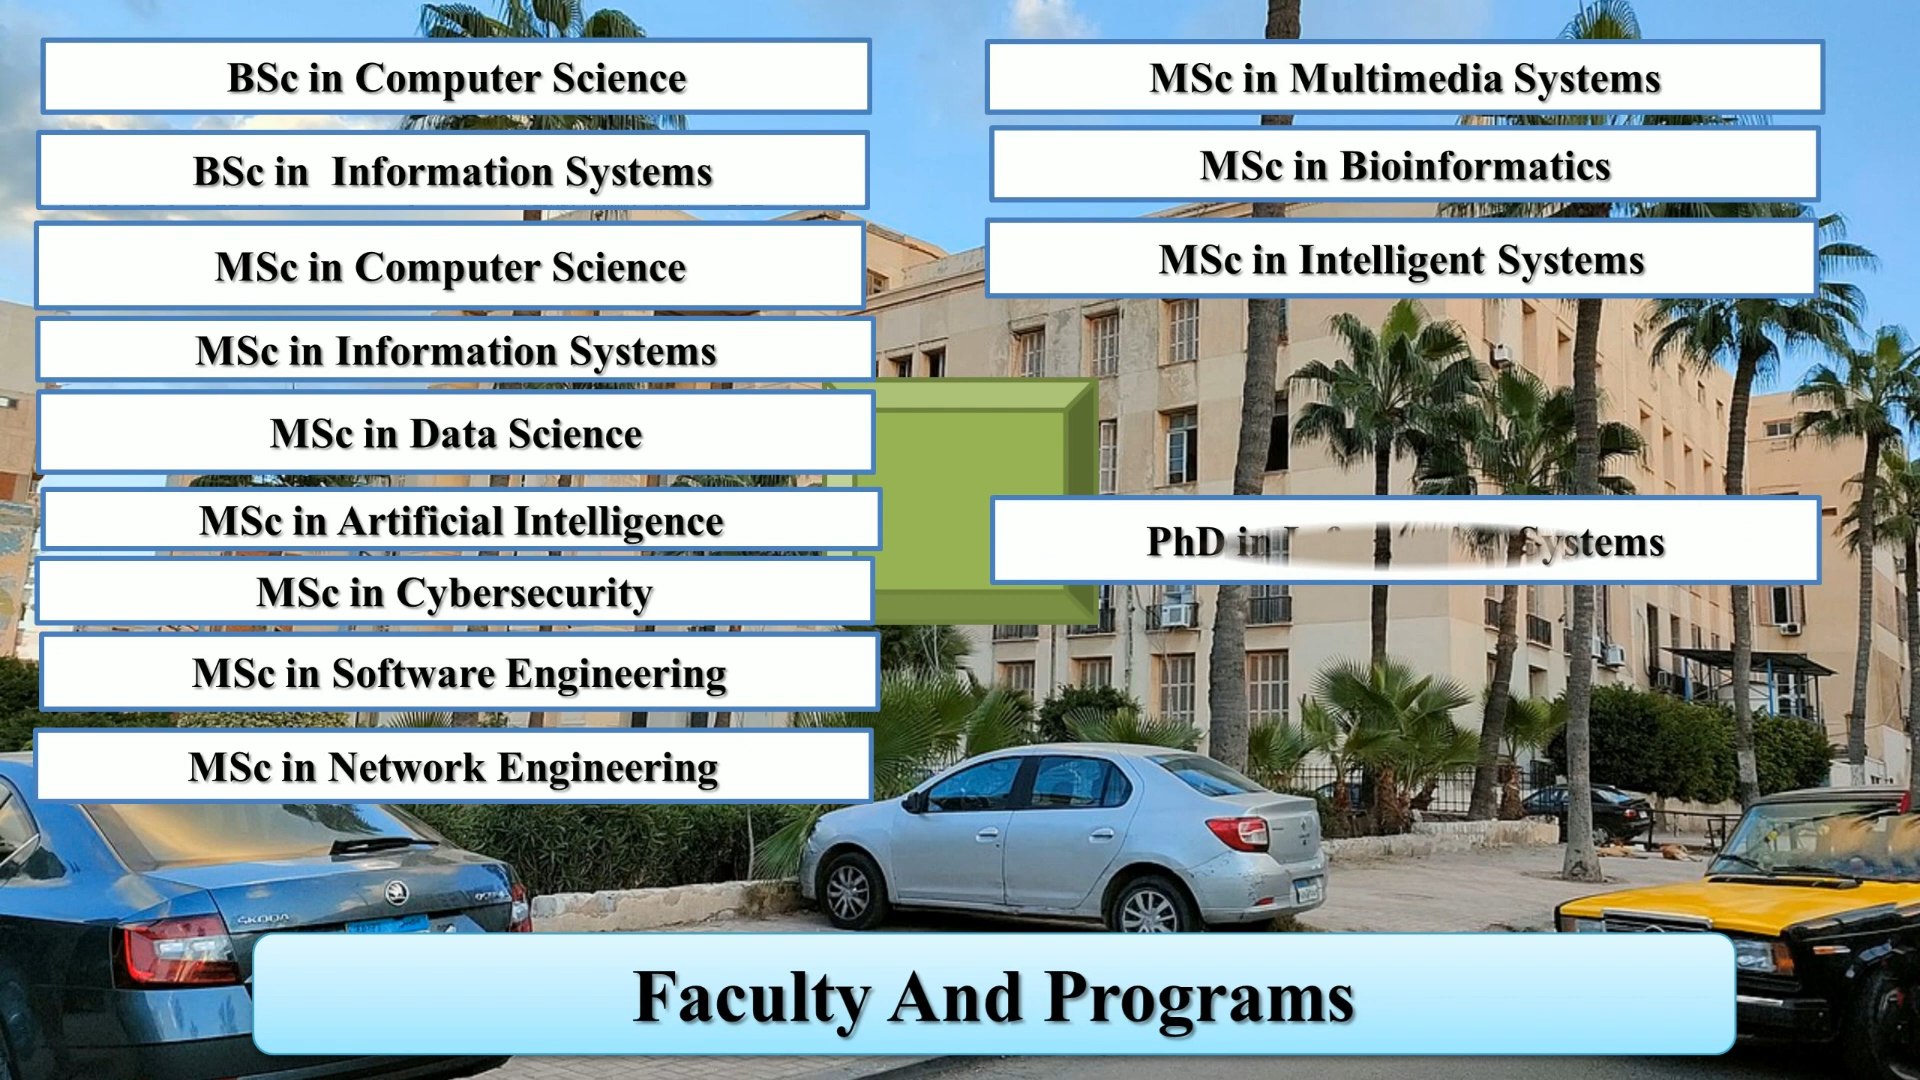 BSc in Computer Science
BSc in  Information Systems
MSc in Computer Science
MSc in Information Systems
MSc in Data Science
MSc in Artificial Intelligence
MSc in Cybersecurity
MSc in Software Engineering
MSc in Network Engineering
MSc in Multimedia Systems
MSc in Bioinformatics
MSc in Intelligent Systems
PhD in Systems
SKODA
Faculty And Programs